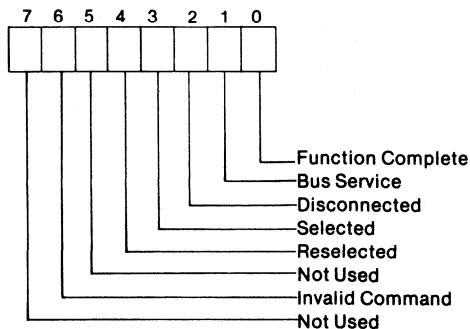 7 6 5 4 3 2 1 0
Function Complete
Bus Service
Disconnected
Selected
Reselected
Not Used
Invalid Command
Not Used